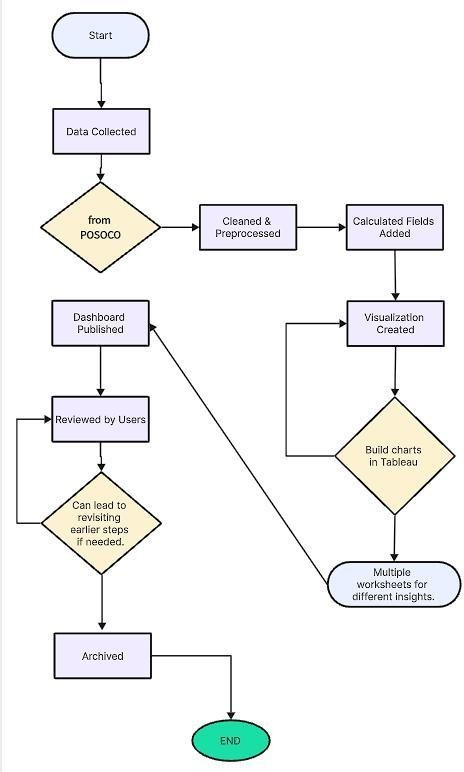 Start
Data Collected
from
POSOCO
Cleaned &
Preprocessed
Calculated Fields
Added
Visualization
Created
Build charts
in Tableau
Multiple
worksheets for
different insights.
Dashboard
Published
Reviewed by Users
Can lead to
revisiting
earlier steps
if needed.
Archived
END